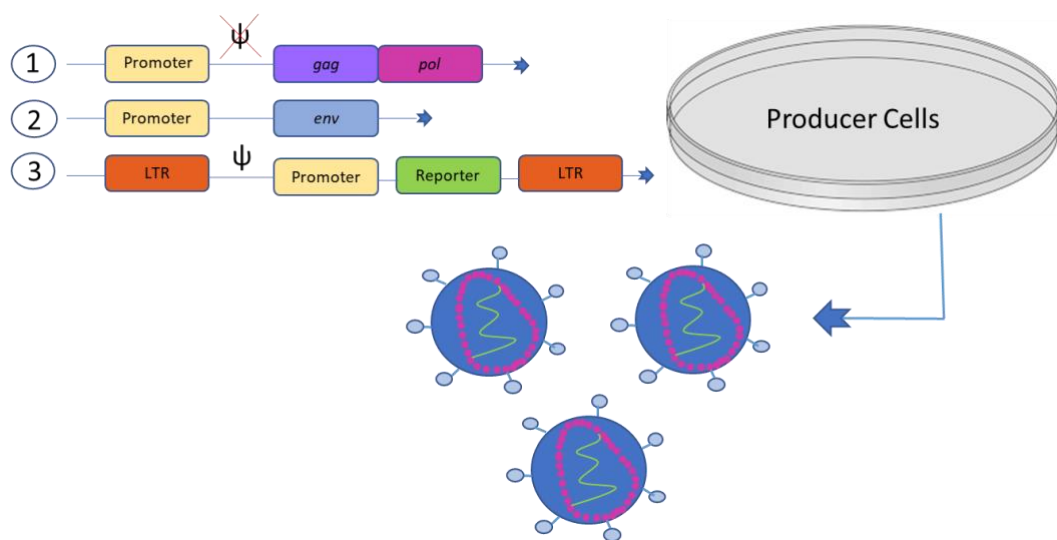 ψ
1 Promoter gag pol
2 Promoter env
ψ
3 LTR Promoter Reporter LTR
Producer Cells